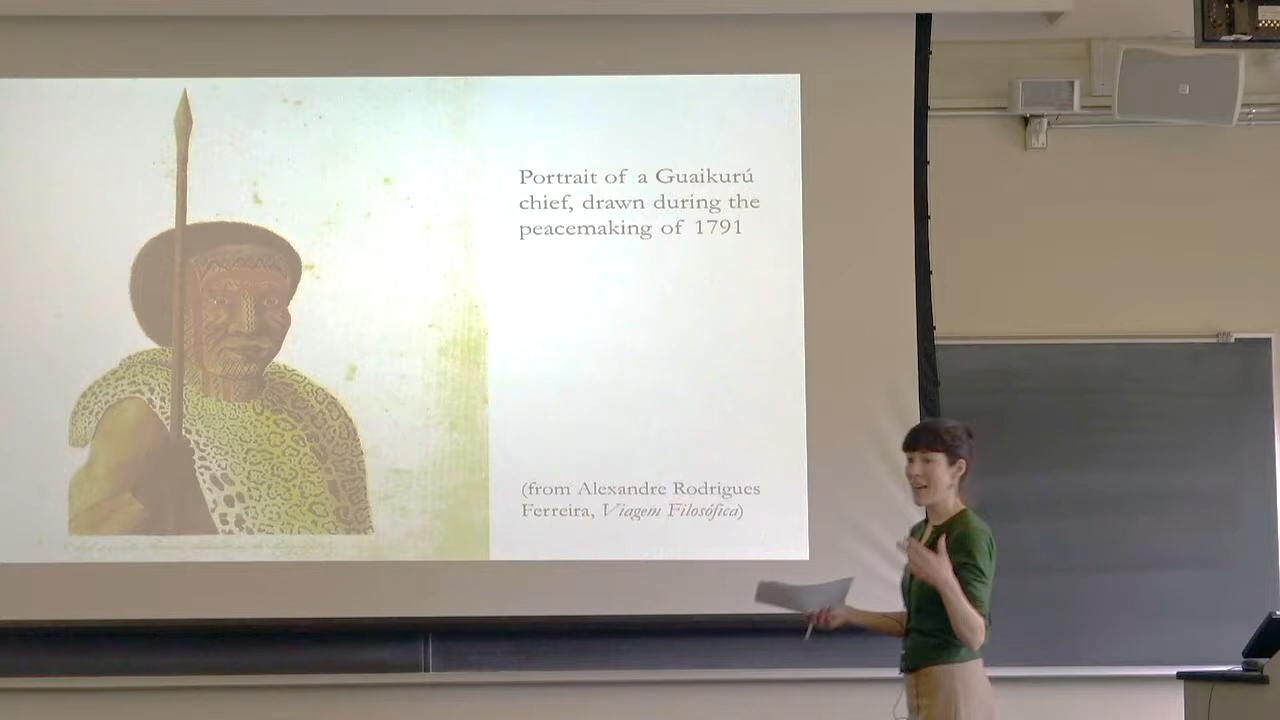 Portrait of a Guaikurú
chief, drawn during the
peacemaking of 1791
(from Alexandre Rodrigues
Ferreira, Viagem Filosófica)